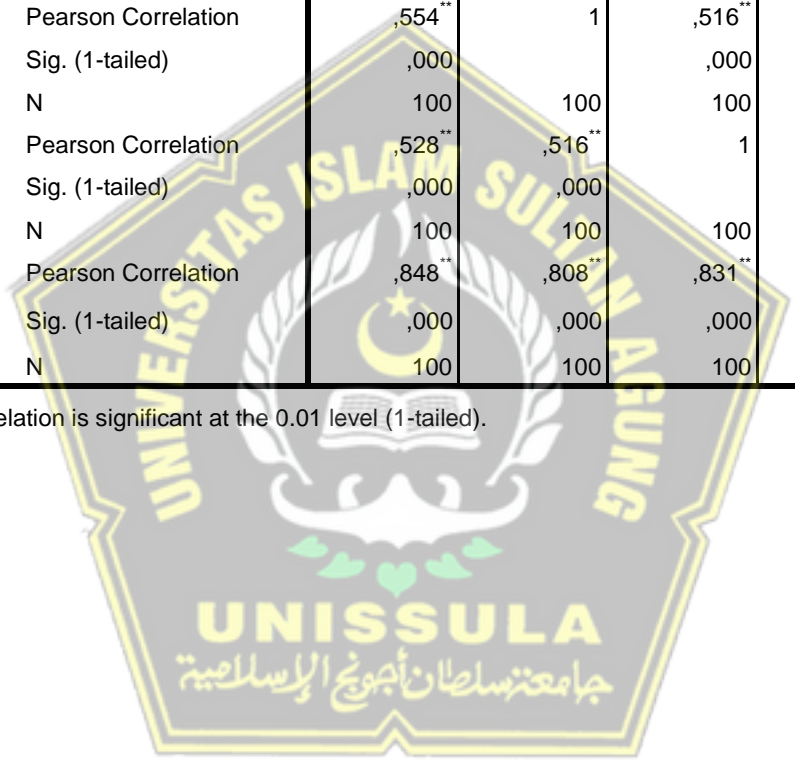 Pearson Correlation ,554** 1 ,516**
Sig. (1-tailed) ,000 ,000
N 100 100 100
Pearson Correlation ,528** ,516** 1
Sig. (1-tailed) ,000 ,000
N 100 100 100
Pearson Correlation ,848** ,808** ,831**
Sig. (1-tailed) ,000 ,000 ,000
N 100 100 100
elation is significant at the 0.01 level (1-tailed).
UNIVERSITAS ISLAM SULTAN AGUNG
UNISSULA
جامعة سلطان أجونج الإسلامية